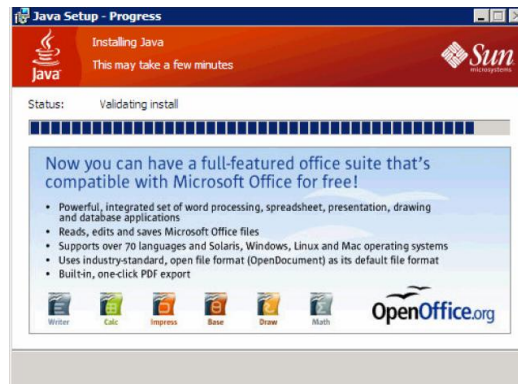 Java Setup - Progress
Java
Installing Java
This may take a few minutes
Sun
microsystems
Status: Validating install
Now you can have a full-featured office suite that's
compatible with Microsoft Office for free!
• Powerful, integrated set of word processing, spreadsheet, presentation, drawing
and database applications
• Reads, edits and saves Microsoft Office files
• Supports over 70 languages and Solaris, Windows, Linux and Mac operating systems
• Uses industry-standard, open file format (OpenDocument) as its default file format
• Built-in, one-click PDF export
Writer Calc Impress Base Draw Math
OpenOffice.org